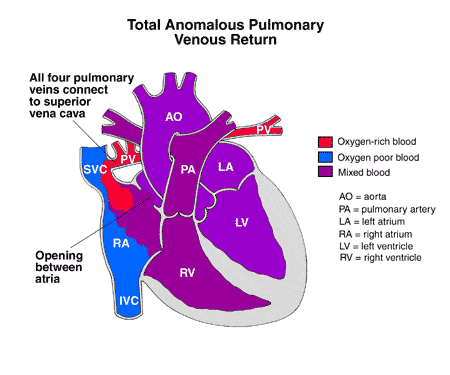 Total Anomalous Pulmonary
Venous Return
All four pulmonary
veins connect
to superior
vena cava
AO
PV
PV
SVC
PA
LA
LV
RA
RV
IVC
Opening
between
atria
Oxygen-rich blood
Oxygen poor blood
Mixed blood
AO = aorta
PA = pulmonary artery
LA = left atrium
RA = right atrium
LV = left ventricle
RV = right ventricle